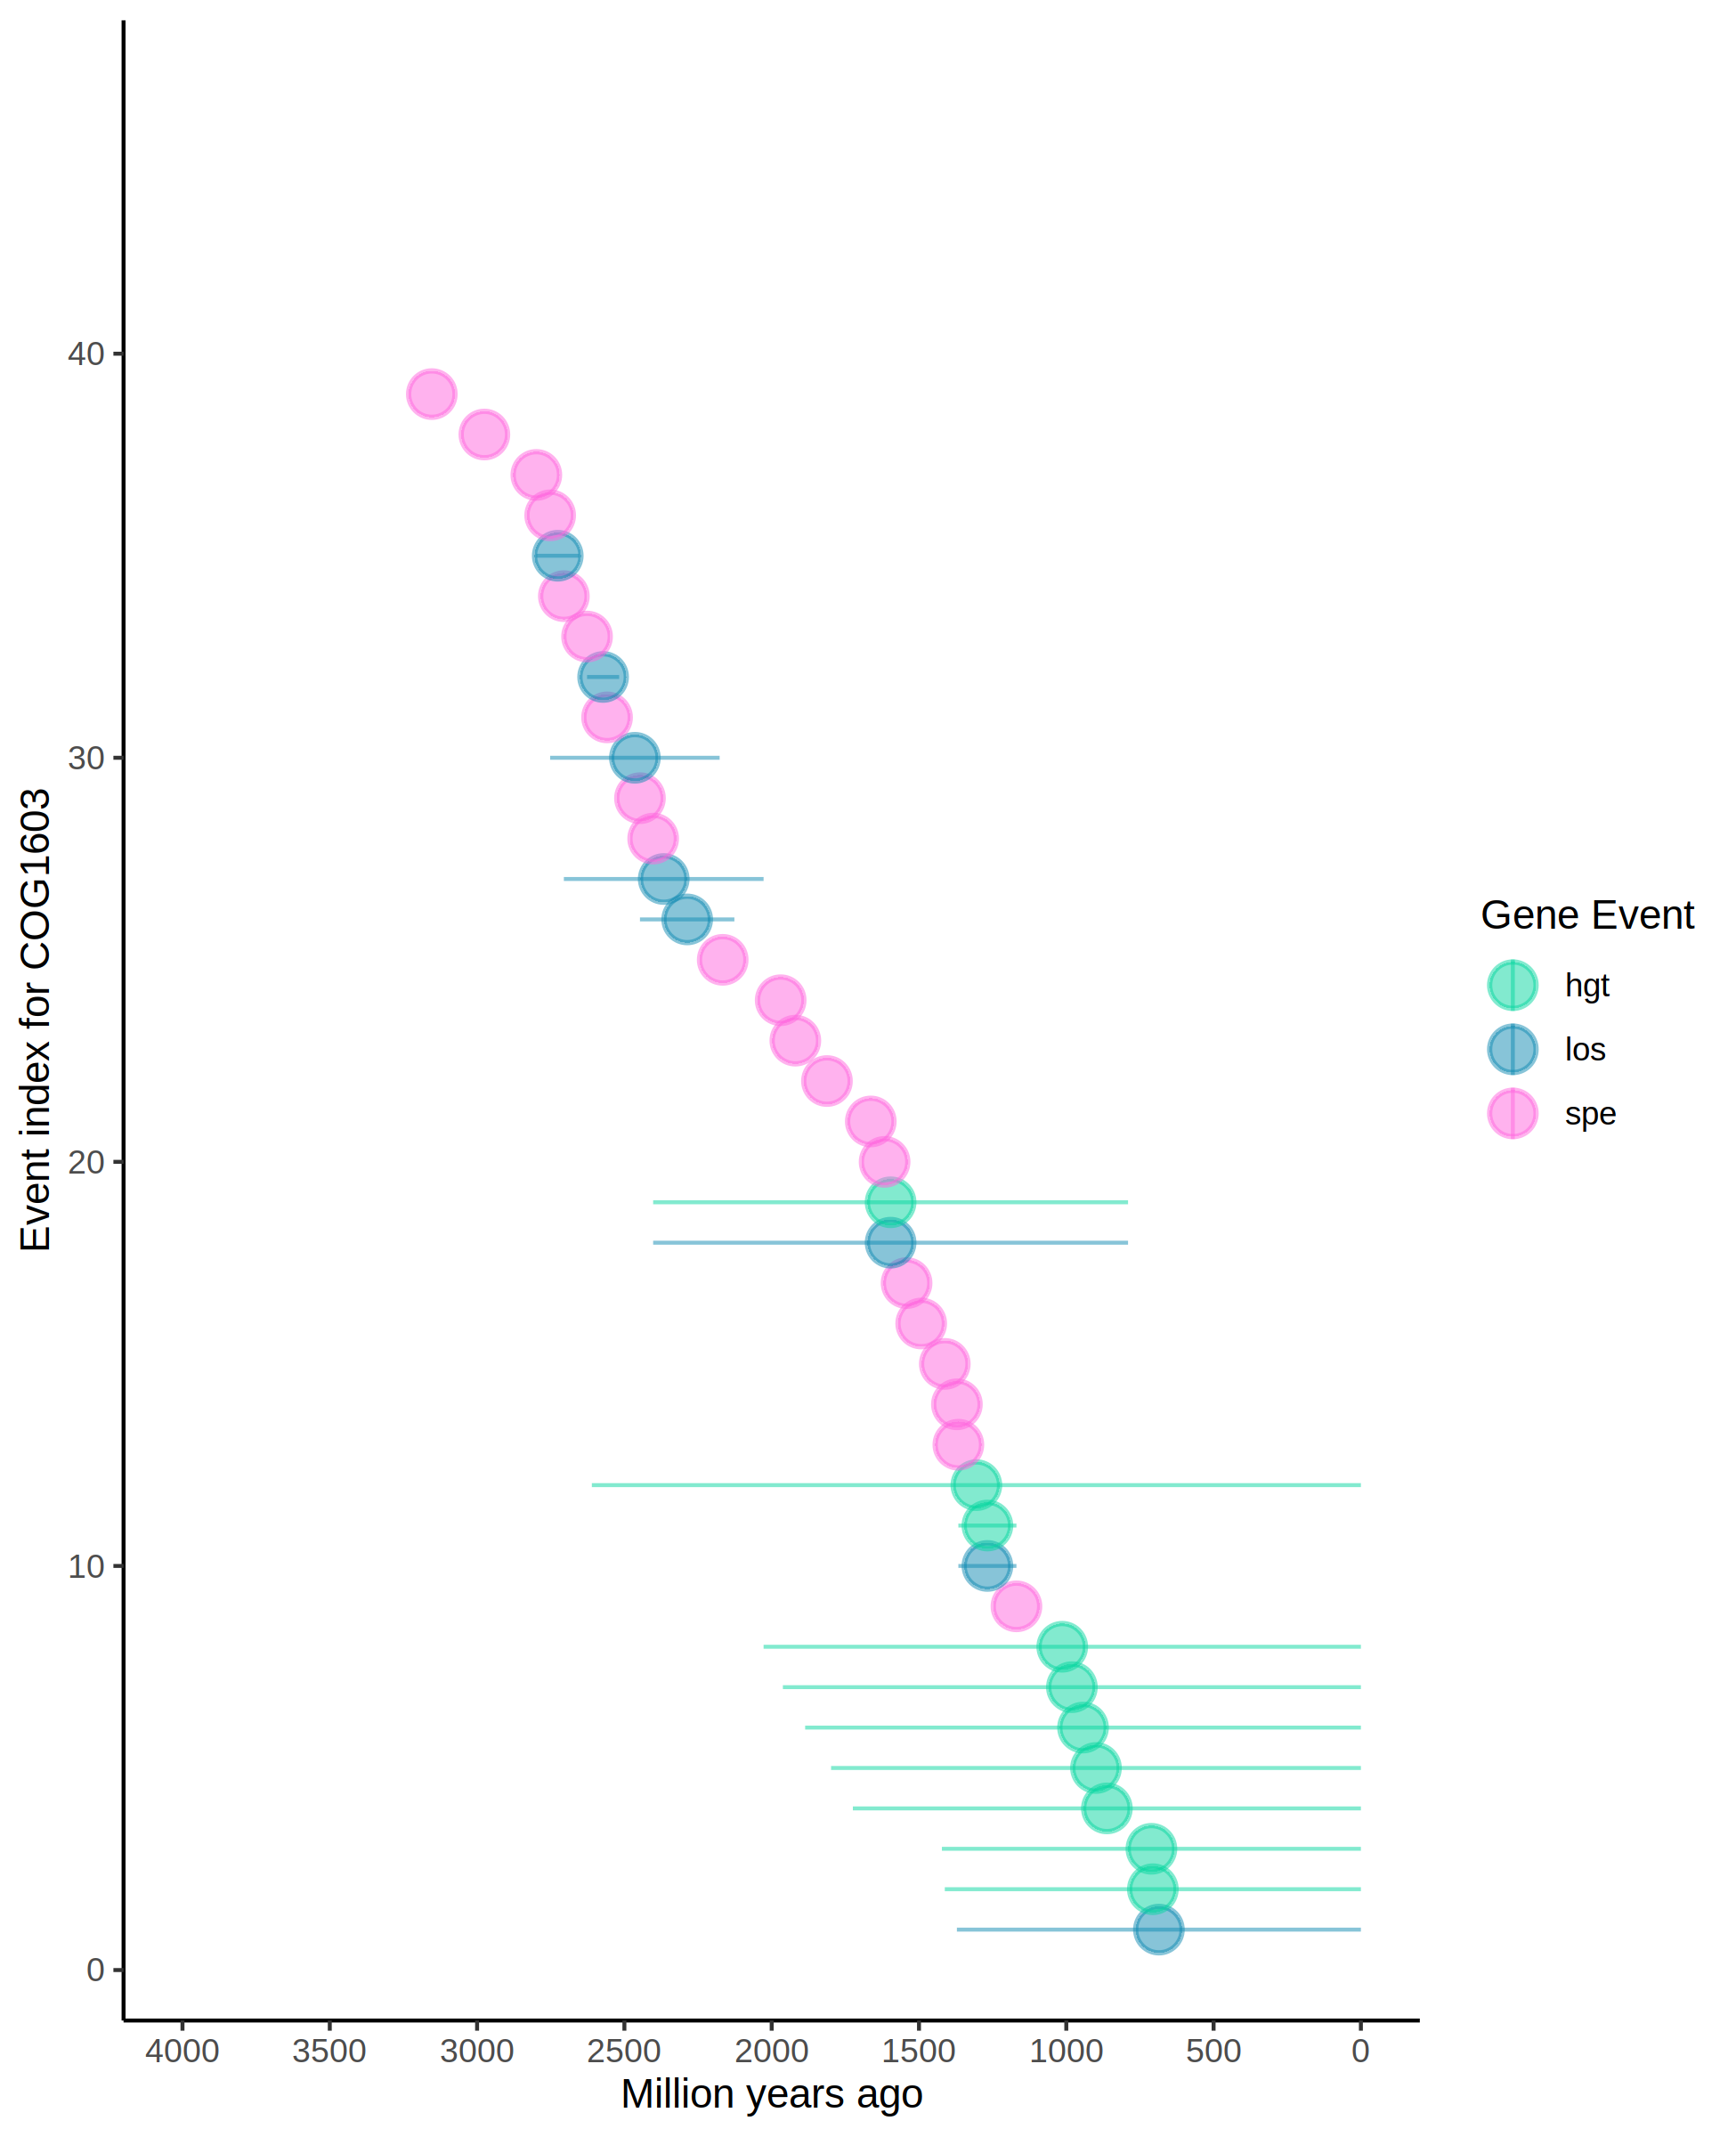 40
30
20
10
0
Event index for COG1603
4000 3500 3000 2500 2000 1500 1000 500 0
Million years ago
Gene Event
hgt
los
spe